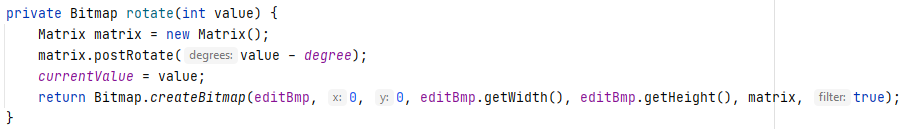 private Bitmap rotate(int value) {
    Matrix matrix = new Matrix();
    matrix.postRotate( degrees: value - degree);
    currentValue = value;
    return Bitmap.createBitmap(editBmp, x: 0, y: 0, editBmp.getWidth(), editBmp.getHeight(), matrix, filter: true);
}